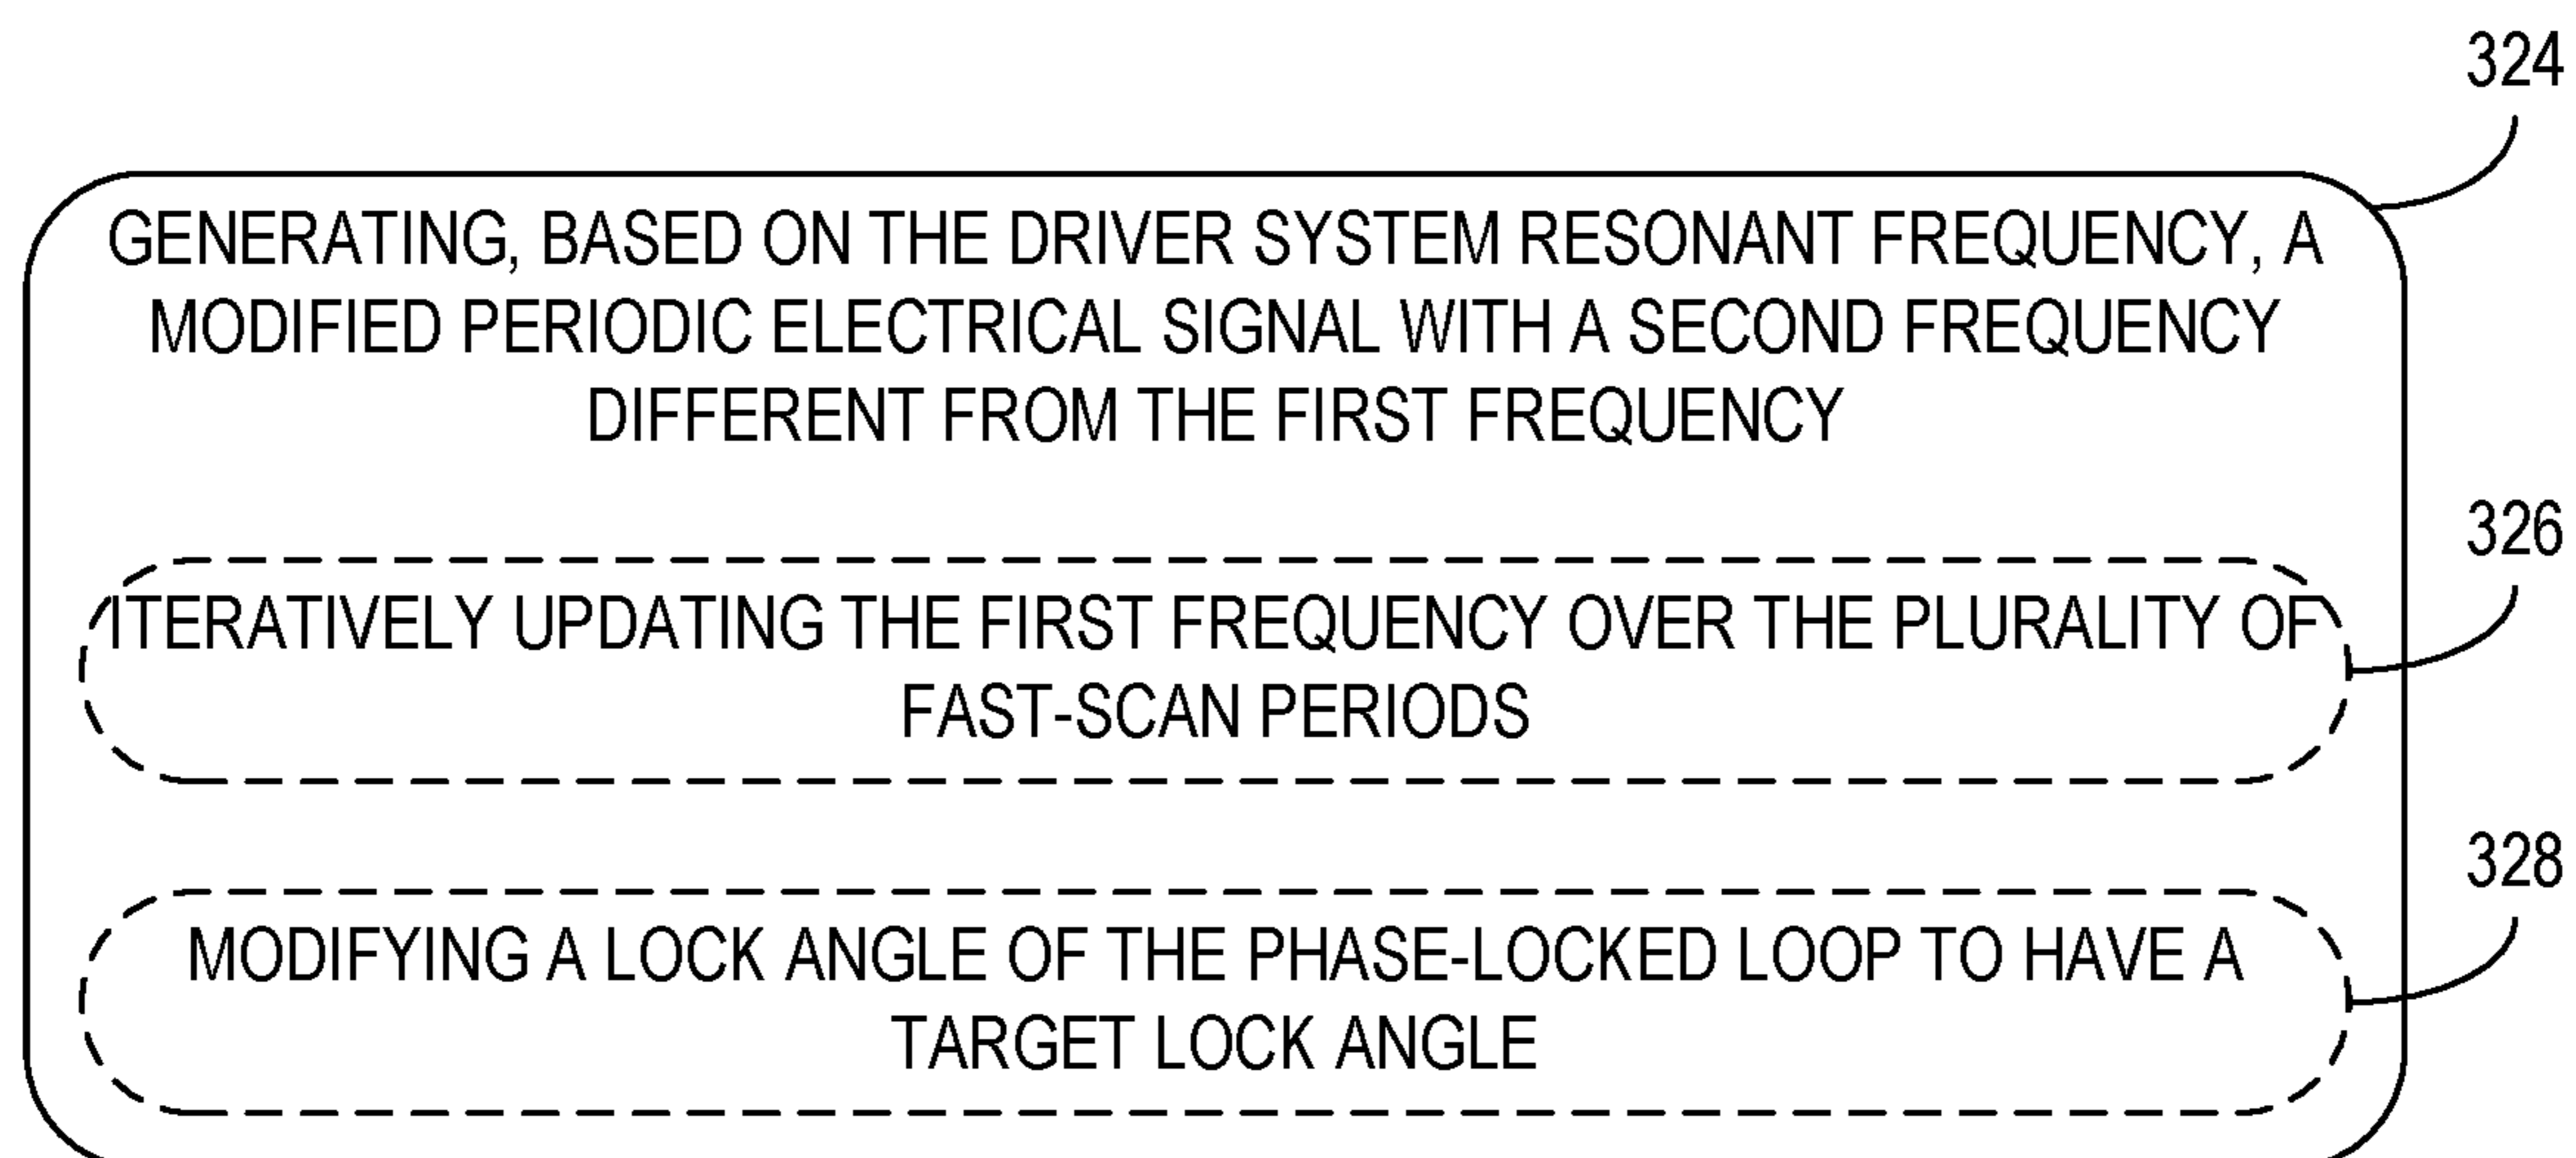 324
GENERATING, BASED ON THE DRIVER SYSTEM RESONANT FREQUENCY, A
MODIFIED PERIODIC ELECTRICAL SIGNAL WITH A SECOND FREQUENCY
DIFFERENT FROM THE FIRST FREQUENCY
326
ITERATIVELY UPDATING THE FIRST FREQUENCY OVER THE PLURALITY OF
FAST-SCAN PERIODS
328
MODIFYING A LOCK ANGLE OF THE PHASE-LOCKED LOOP TO HAVE A
TARGET LOCK ANGLE